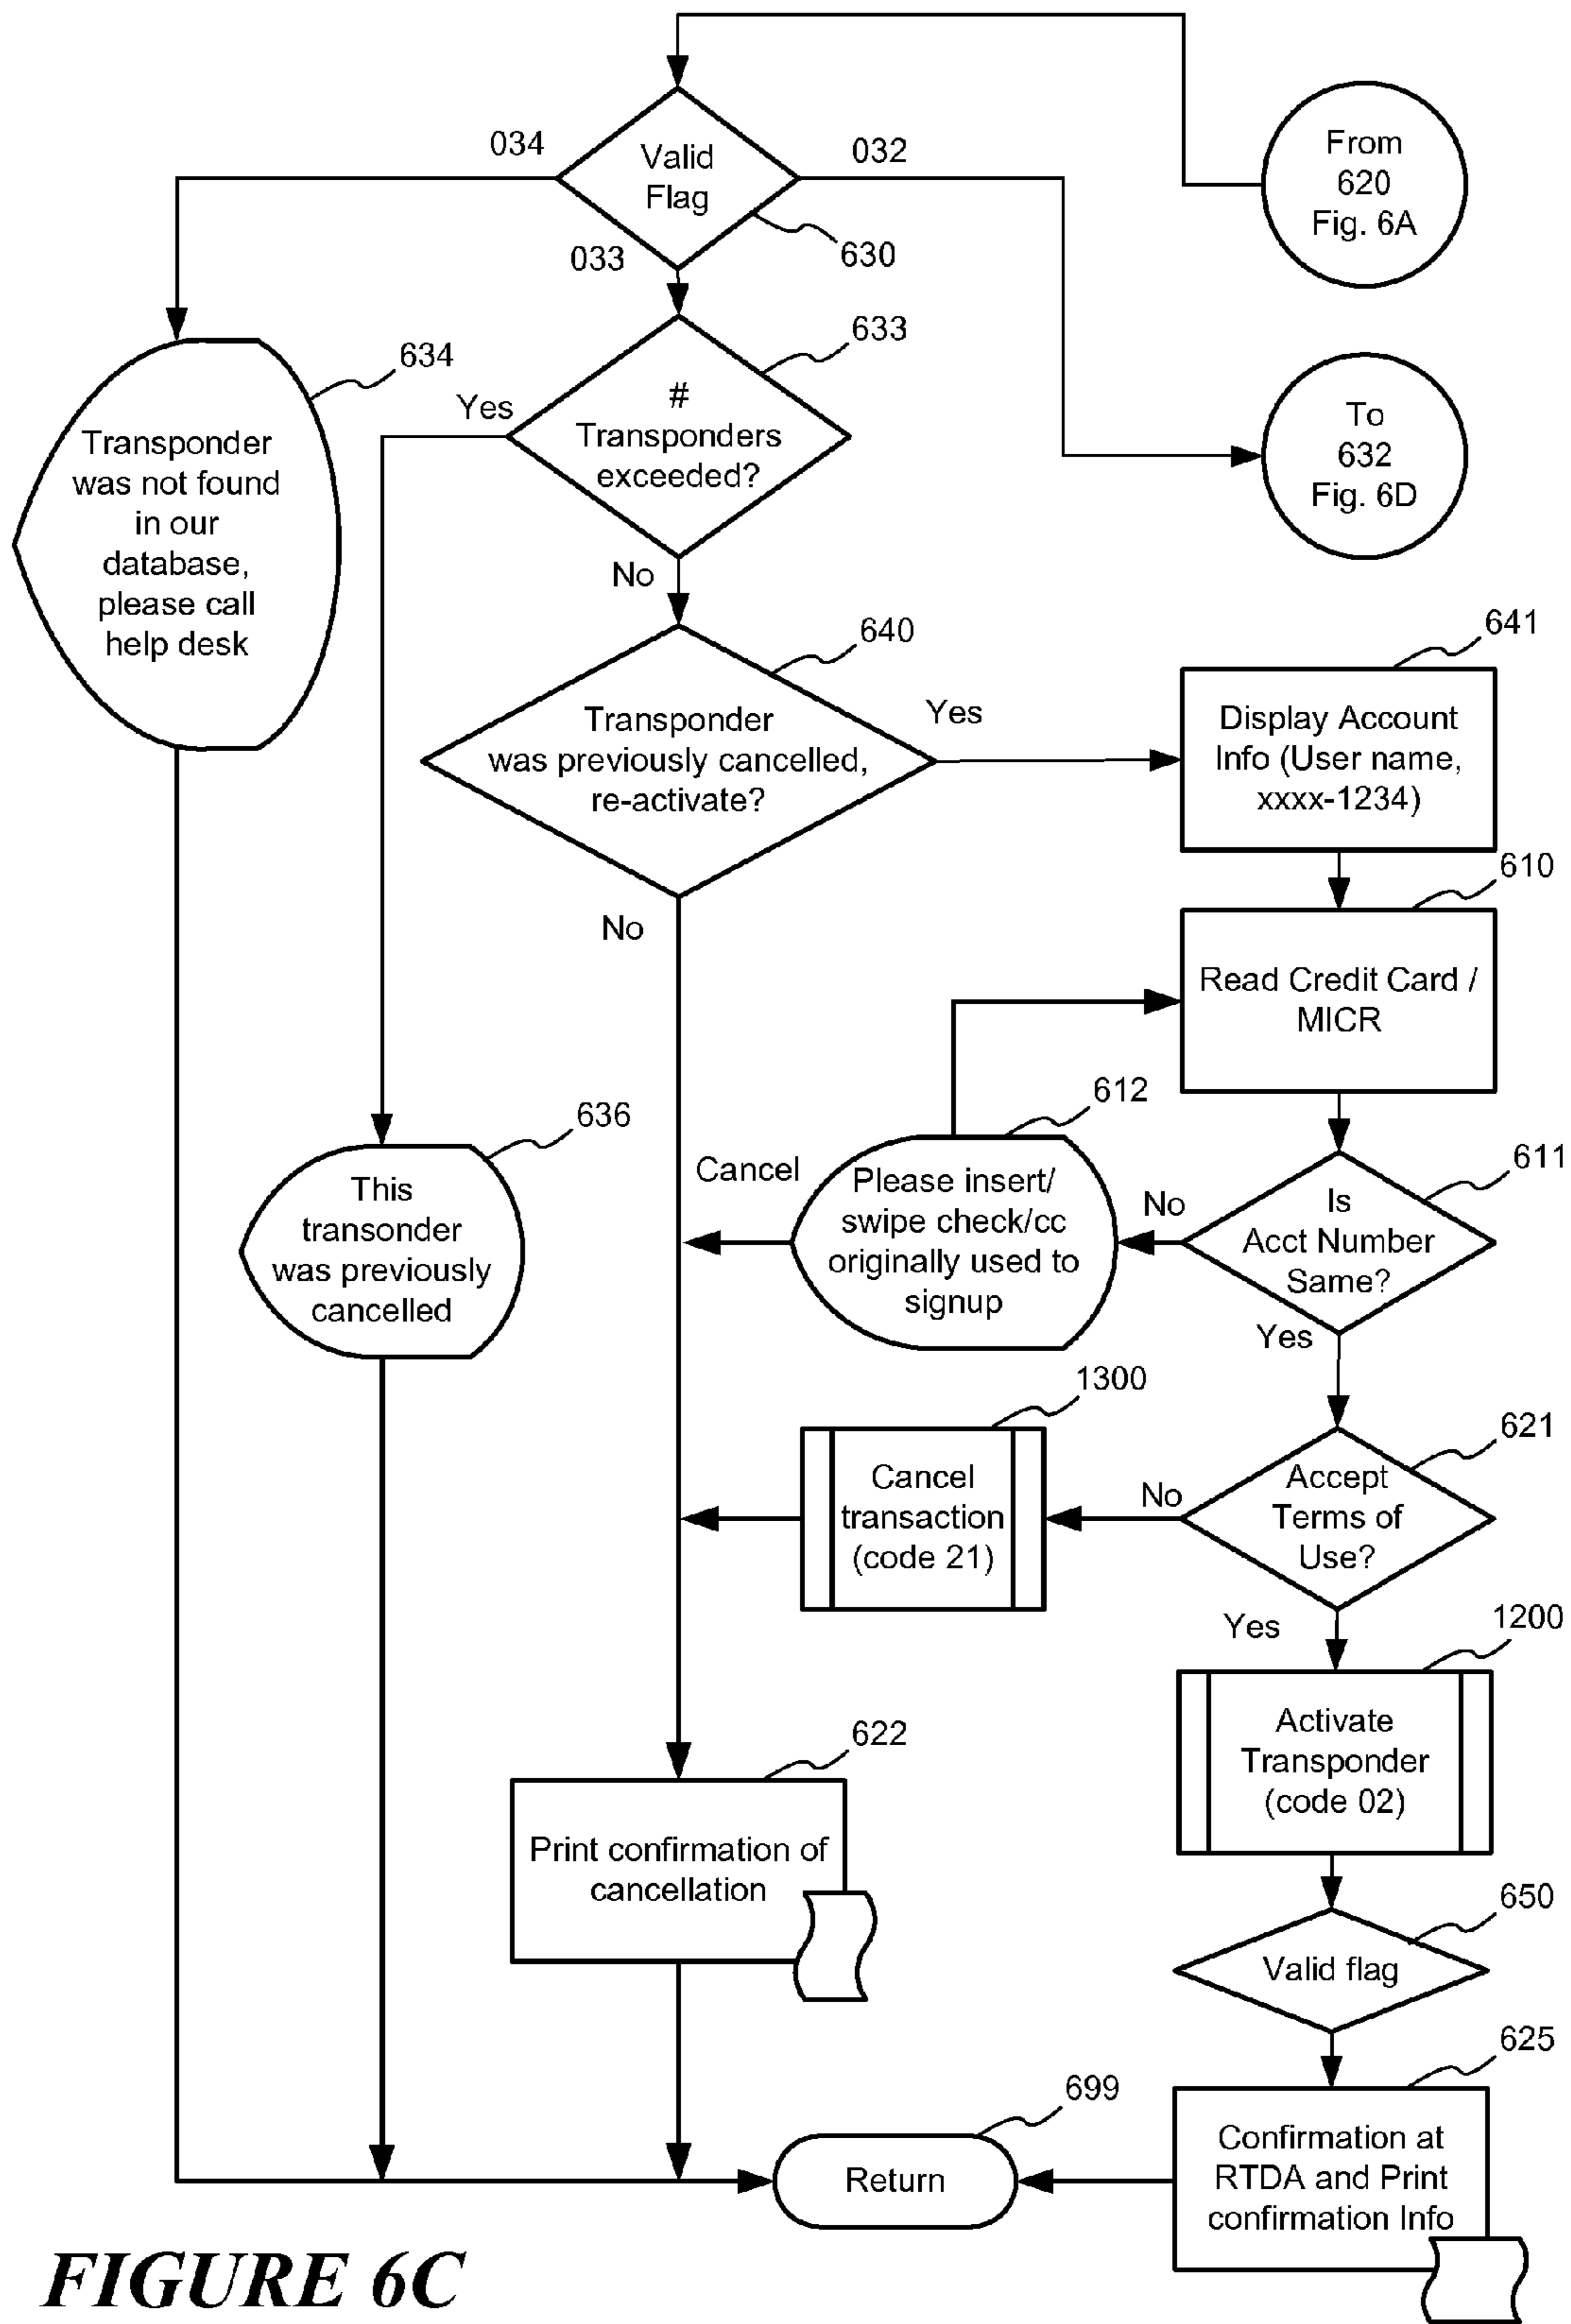 From
620
Fig. 6A
034
Valid
Flag
032
033
630
633
634
#
Transponders
exceeded?
Yes
To
632
Fig. 6D
Transponder
was not found
in our
database,
please call
help desk
No
640
641
Transponder
was previously cancelled,
re-activate?
Yes
Display Account
Info (User name,
xxxx-1234)
610
No
Read Credit Card /
MICR
612
636
611
Cancel
Please insert/
swipe check/cc
originally used to
signup
No
Is
Acct Number
Same?
This
transonder
was previously
cancelled
Yes
1300
621
Cancel
transaction
(code 21)
No
Accept
Terms of
Use?
Yes
1200
Activate
Transponder
(code 02)
622
Print confirmation of
cancellation
650
Valid flag
625
699
Return
Confirmation at
RTDA and Print
confirmation Info
FIGURE 6C